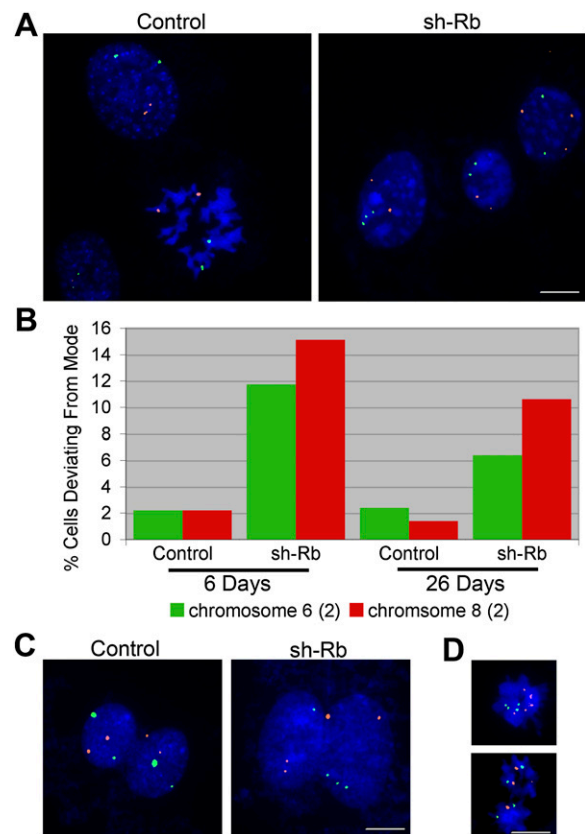 A
Control
sh-Rb
B
% Cells Deviating From Mode
16
14
12
10
8
6
4
2
0
Control
sh-Rb
Control
sh-Rb
6 Days
26 Days
chromosome 6 (2)
chromsome 8 (2)
C
Control
sh-Rb
D